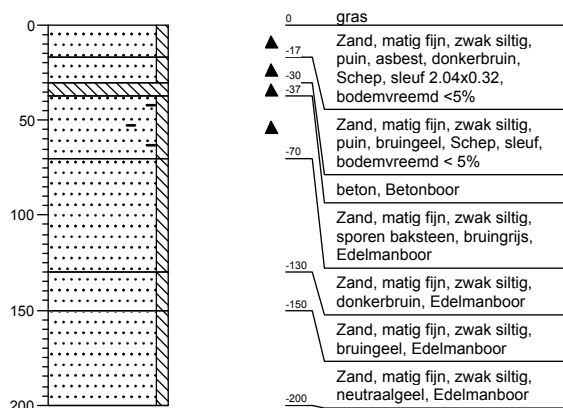 0
50
100
150
200
0
gras
-17
Zand, matig fijn, zwak siltig,
puin, asbest, donkerbruin,
Schep, sleuf 2.04x0.32,
bodemvreemd <5%
-30
Zand, matig fijn, zwak siltig,
puin, bruingeel, Schep, sleuf,
bodemvreemd < 5%
-37
beton, Betonboor
-70
Zand, matig fijn, zwak siltig,
sporen baksteen, bruingrijs,
Edelmanboor
-130
Zand, matig fijn, zwak siltig,
donkerbruin, Edelmanboor
-150
Zand, matig fijn, zwak siltig,
bruingeel, Edelmanboor
-200
Zand, matig fijn, zwak siltig,
neutraalgeel, Edelmanboor